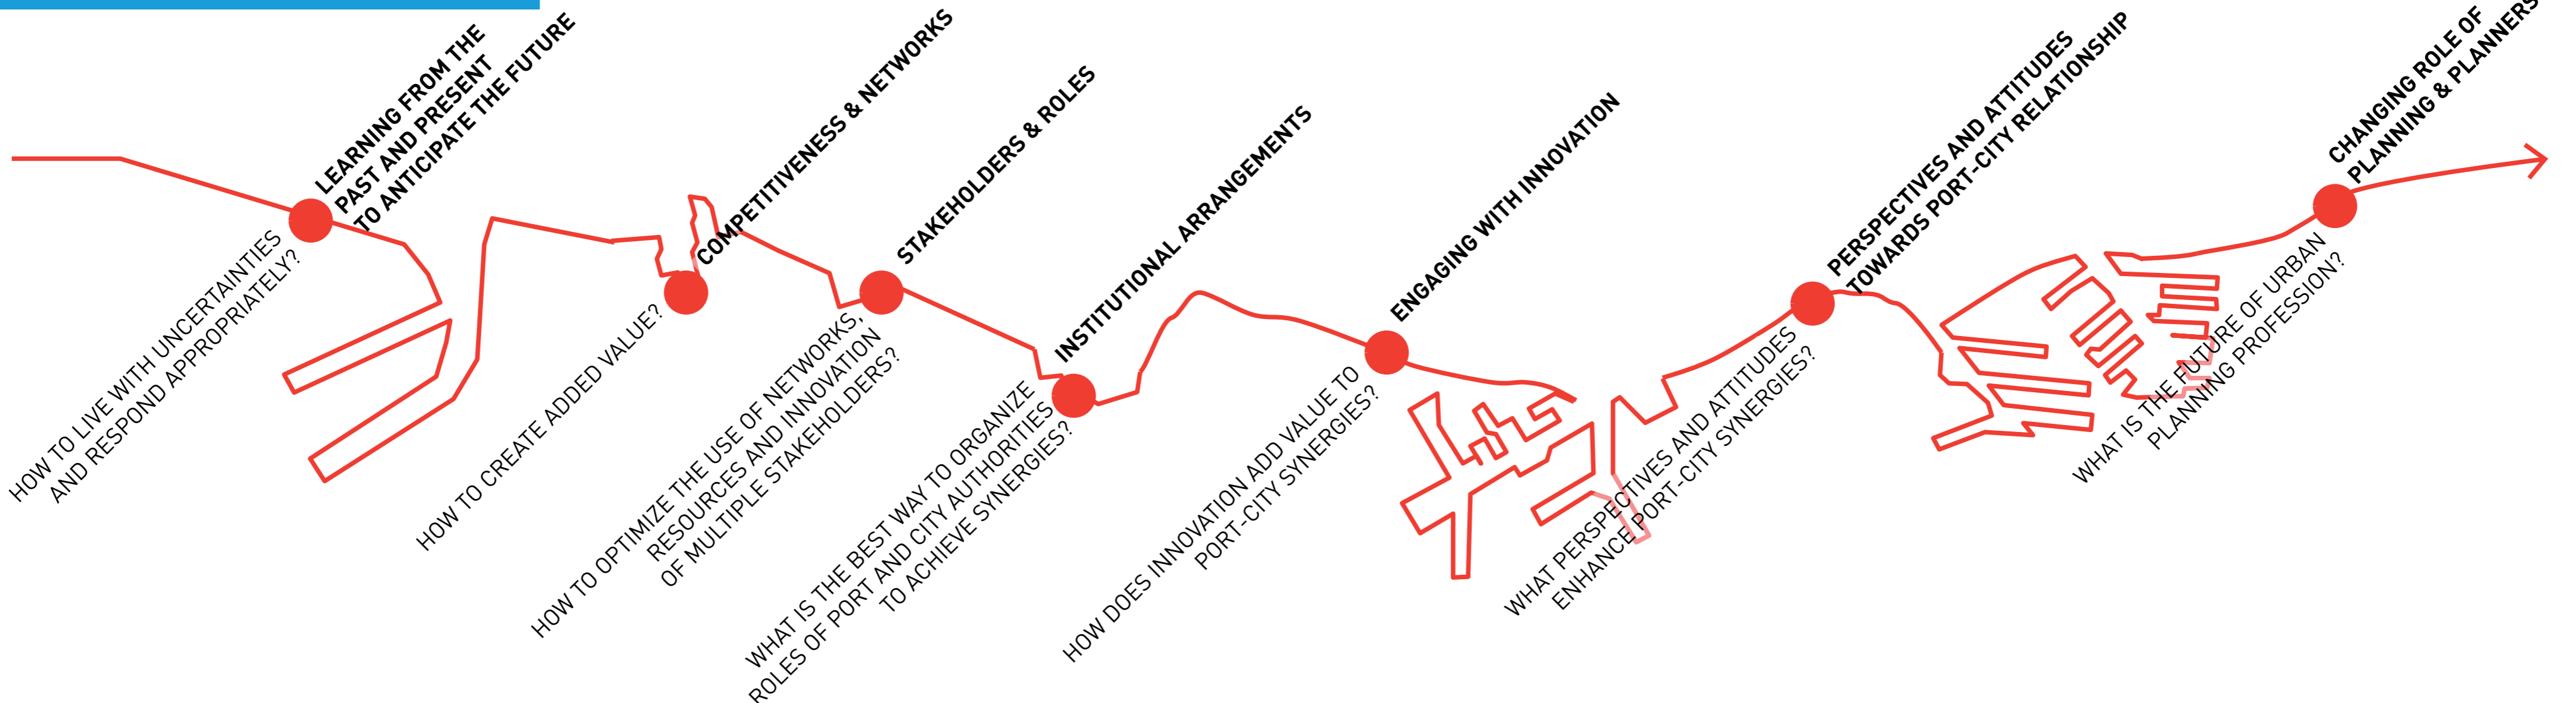 LEARNING FROM THE
PAST AND PRESENT
TO ANTICIPATE THE FUTURE
HOW TO LIVE WITH UNCERTAINTIES
AND RESPOND APPROPRIATELY?
COMPETITIVENESS & NETWORKS
HOW TO CREATE ADDED VALUE?
STAKEHOLDERS & ROLES
HOW TO OPTIMIZE THE USE OF NETWORKS,
RESOURCES AND INNOVATION
OF MULTIPLE STAKEHOLDERS?
INSTITUTIONAL ARRANGEMENTS
WHAT IS THE BEST WAY TO ORGANIZE
ROLES OF PORT AND CITY AUTHORITIES
TO ACHIEVE SYNERGIES?
ENGAGING WITH INNOVATION
HOW DOES INNOVATION ADD VALUE TO
PORT-CITY SYNERGIES?
PERSPECTIVES AND ATTITUDES
TOWARDS PORT-CITY RELATIONSHIP
WHAT PERSPECTIVES AND ATTITUDES
ENHANCE PORT-CITY SYNERGIES?
CHANGING ROLE OF
PLANNING & PLANNERS
WHAT IS THE FUTURE OF URBAN
PLANNING PROFESSION?